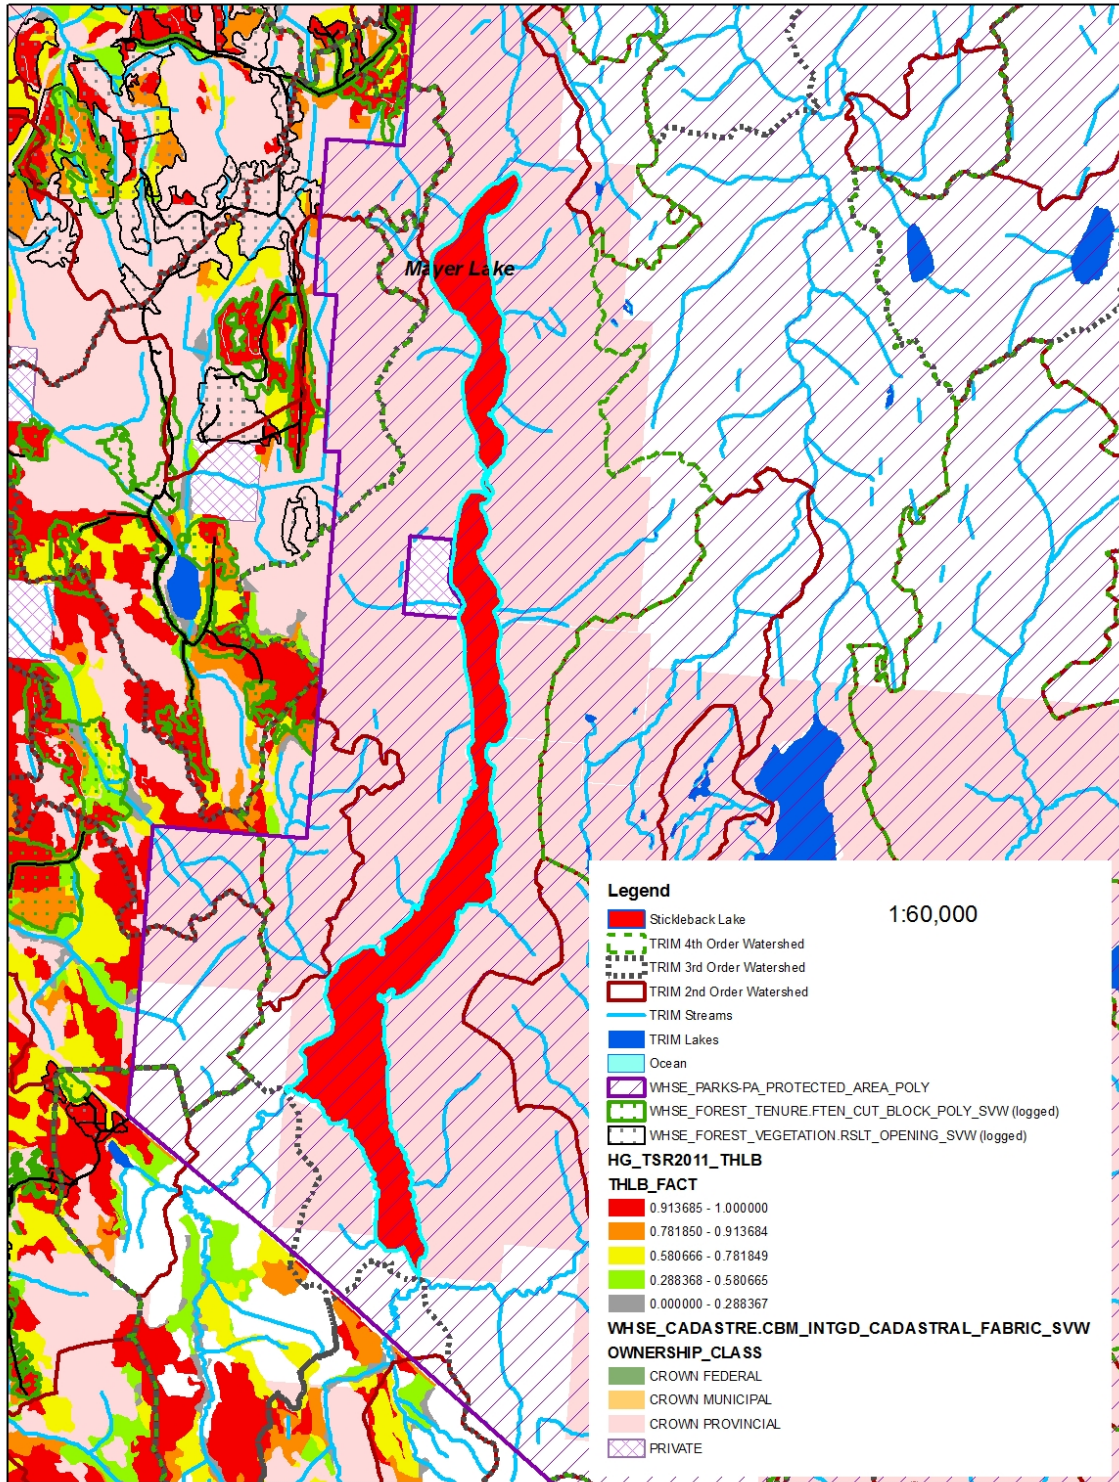 Mayer Lake
Legend
1:60,000
Stickleback Lake
TRIM 4th Order Watershed
TRIM 3rd Order Watershed
TRIM 2nd Order Watershed
TRIM Streams
TRIM Lakes
Ocean
WHSE_PARKS-PA_PROTECTED_AREA_POLY
WHSE_FOREST_TENURE.FTEN_CUT_BLOCK_POLY_SVW (logged)
WHSE_FOREST_VEGETATION.RSLT_OPENING_SVW (logged)
HG_TSR2011_THLB
THLB_FACT
0.913685 - 1.000000
0.781850 - 0.913684
0.580666 - 0.781849
0.288368 - 0.580665
0.000000 - 0.288367
WHSE_CADASTRE.CBM_INTGD_CADASTRAL_FABRIC_SVW
OWNERSHIP_CLASS
CROWN FEDERAL
CROWN MUNICIPAL
CROWN PROVINCIAL
PRIVATE